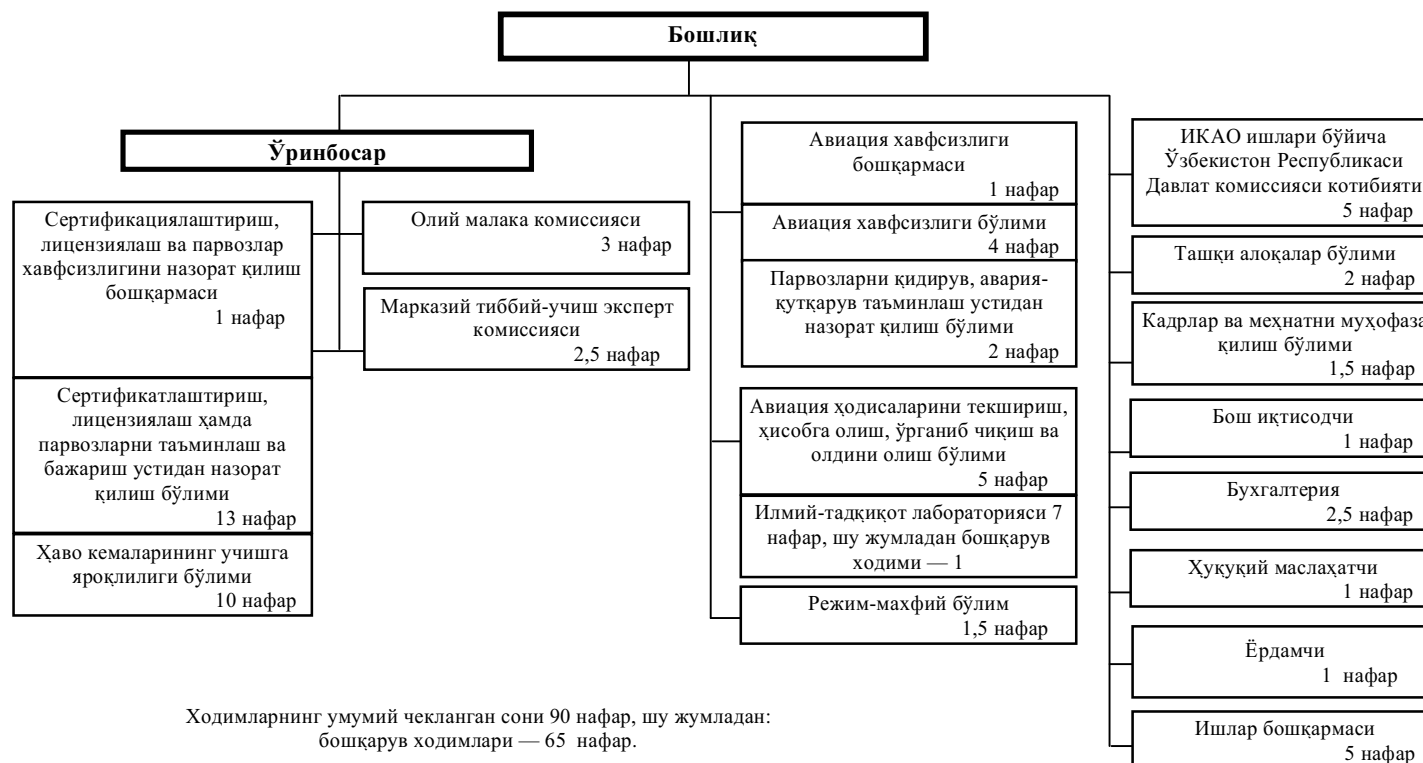 Бошлиқ
Ўринбосар
Сертификациялаштириш,
лицензиялаш ва парвозлар
хавфсизлигини назорат қилиш
бошқармаси
1 нафар
Сертификатлаштириш,
лицензиялаш ҳамда
парвозларни таъминлаш ва
бажариш устидан назорат
қилиш бўлими
13 нафар
Ҳаво кемаларининг учишга
яроқлилиги бўлими
10 нафар
Олий малака комиссияси
3 нафар
Марказий тиббий-учиш эксперт
комиссияси
2,5 нафар
Авиация хавфсизлиги
бошқармаси
1 нафар
Авиация хавфсизлиги бўлими
4 нафар
Парвозларни қидирув, авария-
қутқарув таъминлаш устидан
назорат қилиш бўлими
2 нафар
Авиация ҳодисаларини текшириш,
ҳисобга олиш, ўрганиб чиқиш ва
олдини олиш бўлими
5 нафар
Илмий-тадқиқот лабораторияси 7
нафар, шу жумладан бошқарув
ходими — 1
Режим-махфий бўлим
1,5 нафар
ИКАО ишлари бўйича
Ўзбекистон Республикаси
Давлат комиссияси котибияти
5 нафар
Ташқи алоқалар бўлими
2 нафар
Кадрлар ва меҳнатни муҳофаза
қилиш бўлими
1,5 нафар
Бош иқтисодчи
1 нафар
Бухгалтерия
2,5 нафар
Ҳуқуқий маслаҳатчи
1 нафар
Ёрдамчи
1 нафар
Ишлар бошқармаси
5 нафар
Ходимларнинг умумий чекланган сони 90 нафар, шу жумладан:
бошқарув ходимлари — 65 нафар.